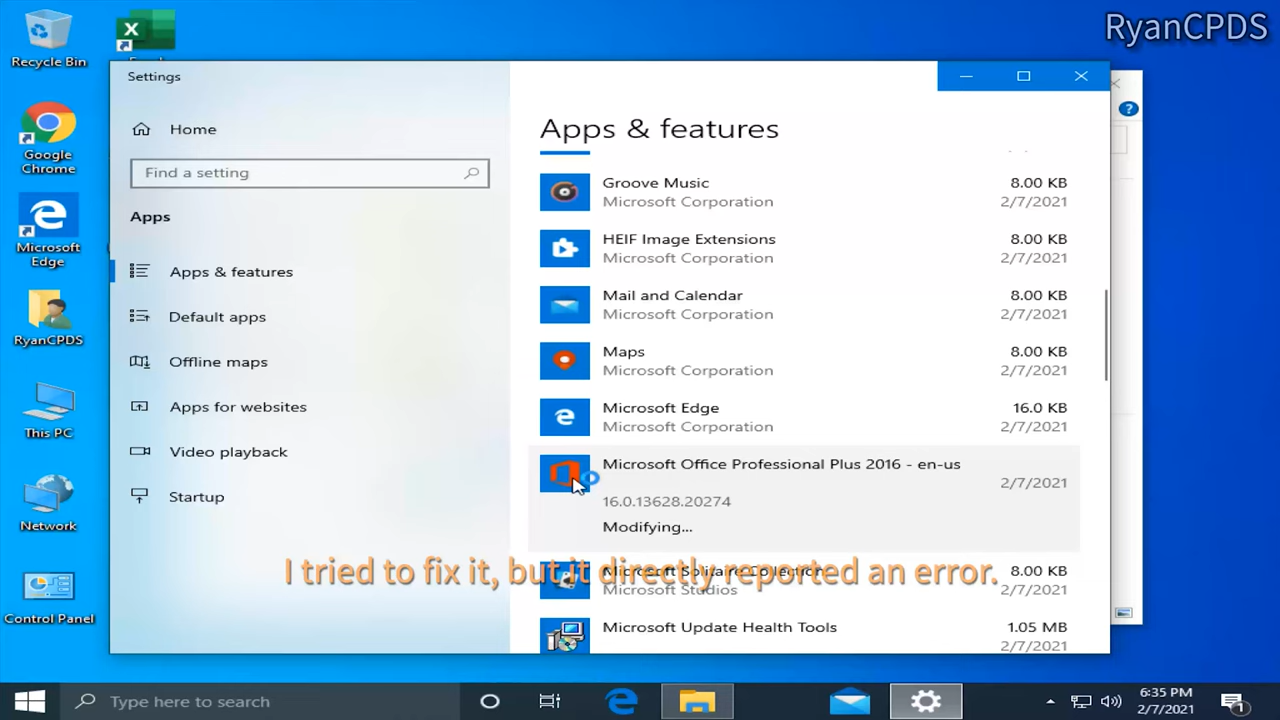 RyanCPDS
Recycle Bin
Google
Chrome
Microsoft
Edge
RyanCPDS
This PC
Network
Control Panel
Settings
Home
Find a setting
Apps
Apps & features
Default apps
Offline maps
Apps for websites
Video playback
Startup
Apps & features
Groove Music 8.00 KB
Microsoft Corporation 2/7/2021
HEIF Image Extensions 8.00 KB
Microsoft Corporation 2/7/2021
Mail and Calendar 8.00 KB
Microsoft Corporation 2/7/2021
Maps 8.00 KB
Microsoft Corporation 2/7/2021
Microsoft Edge 16.0 KB
Microsoft Corporation 2/7/2021
Microsoft Office Professional Plus 2016 - en-us
2/7/2021
16.0.13628.20274
Modifying...
I tried to fix it, but it directly reported an error.
Microsoft Solitaire Collection 8.00 KB
Microsoft Studios 2/7/2021
Microsoft Update Health Tools 1.05 MB
2/7/2021
Type here to search
6:35 PM
2/7/2021
1